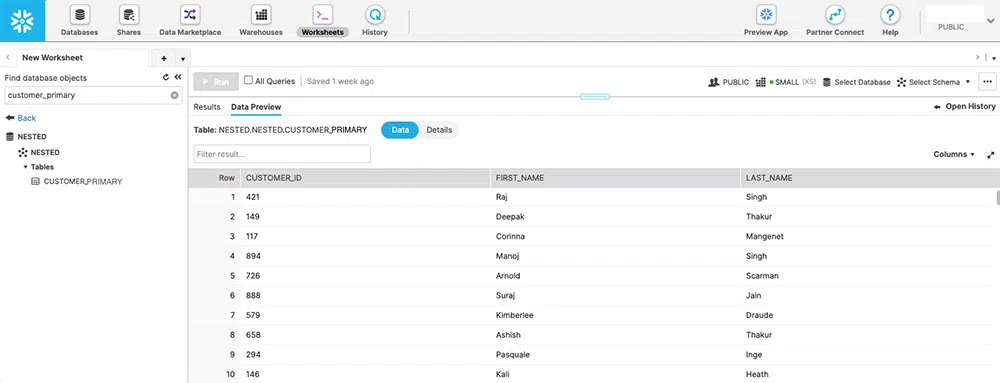 Databases Shares Data Marketplace Warehouses Worksheets History Preview App Partner Connect Help PUBLIC
New Worksheet
Find database objects
customer_primary
Back
NESTED
NESTED
Tables
CUSTOMER_PRIMARY
Run All Queries Saved 1 week ago PUBLIC SMALL (XS) Select Database Select Schema
Results Data Preview Open History
Table: NESTED.NESTED.CUSTOMER_PRIMARY Data Details
Filter result... Columns
Row CUSTOMER_ID FIRST_NAME LAST_NAME
1 421 Raj Singh
2 149 Deepak Thakur
3 117 Corinna Mangenet
4 894 Manoj Singh
5 726 Arnold Scarman
6 888 Suraj Jain
7 579 Kimberlee Draude
8 658 Ashish Thakur
9 294 Pasquale Inge
10 146 Kali Heath